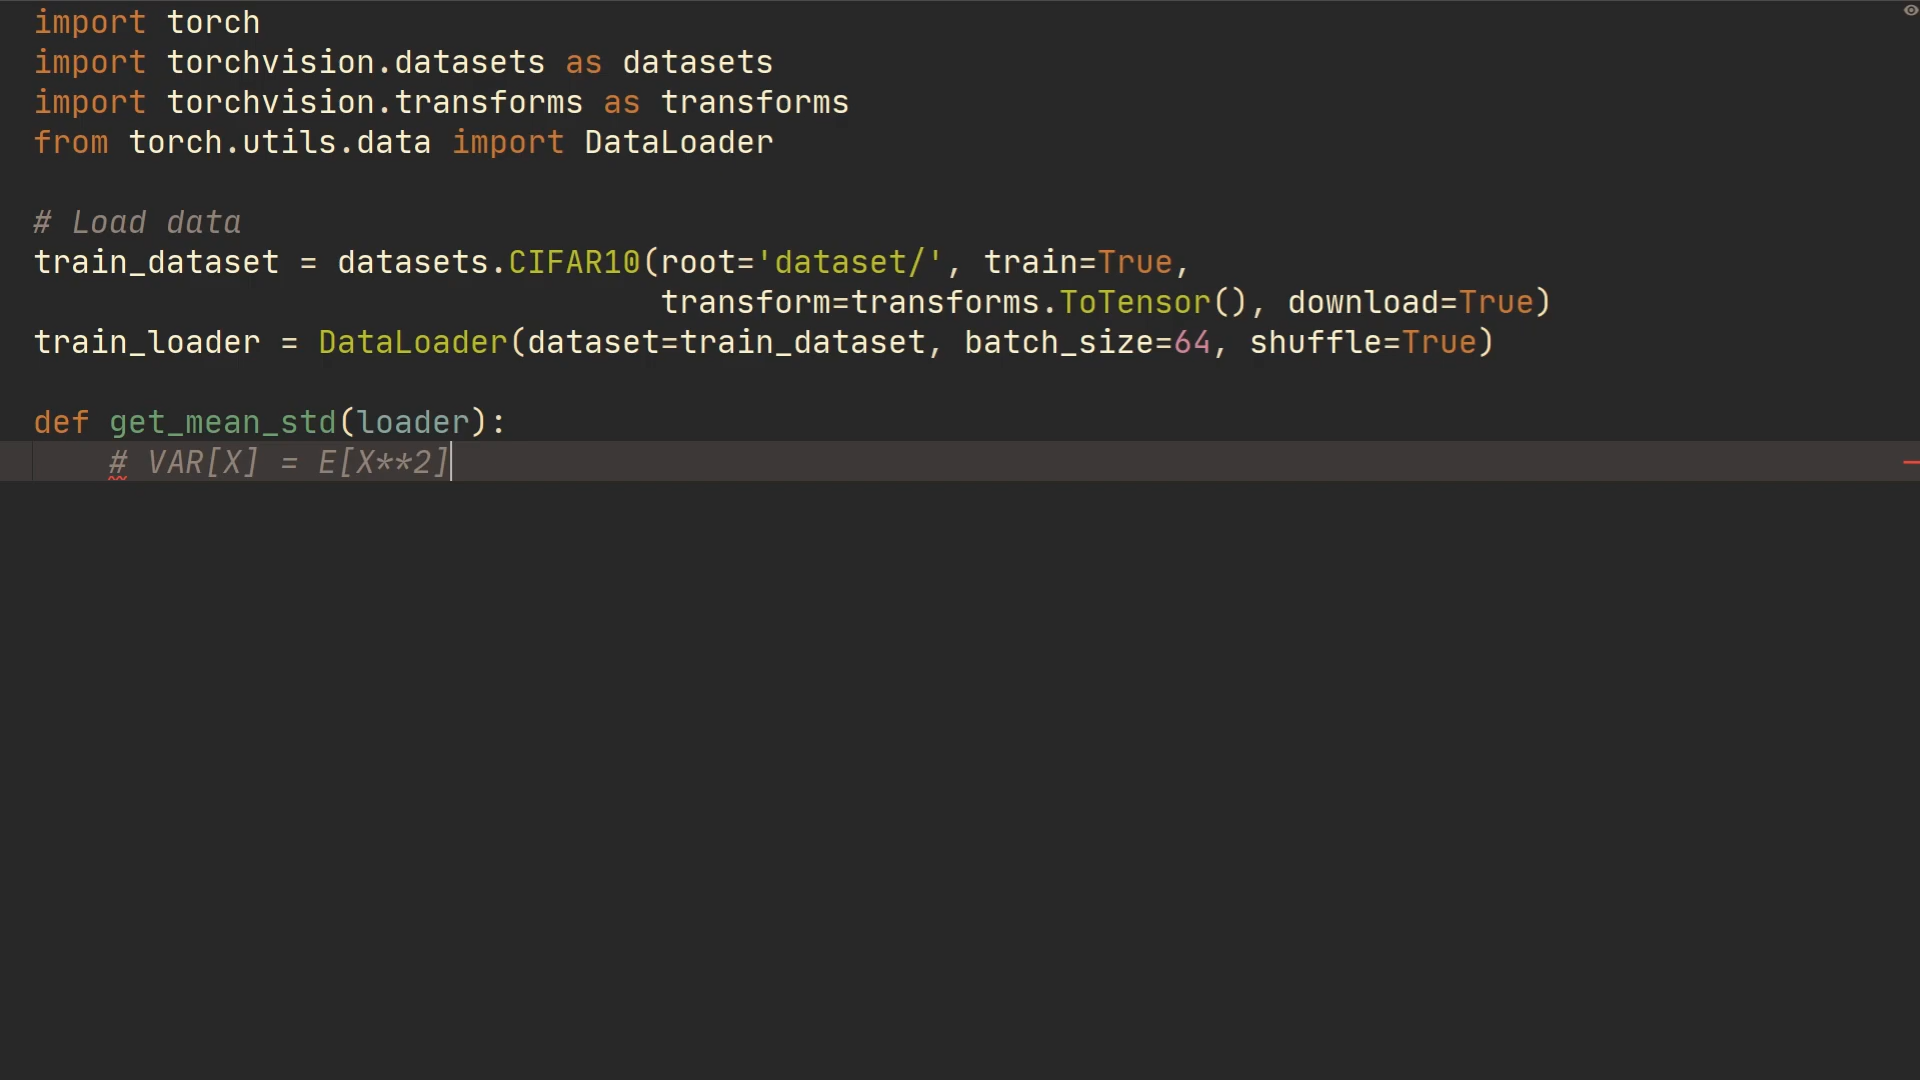 import torch
import torchvision.datasets as datasets
import torchvision.transforms as transforms
from torch.utils.data import DataLoader

# Load data
train_dataset = datasets.CIFAR10(root='dataset/', train=True,
                                 transform=transforms.ToTensor(), download=True)
train_loader = DataLoader(dataset=train_dataset, batch_size=64, shuffle=True)

def get_mean_std(loader):
    # VAR[X] = E[X**2]